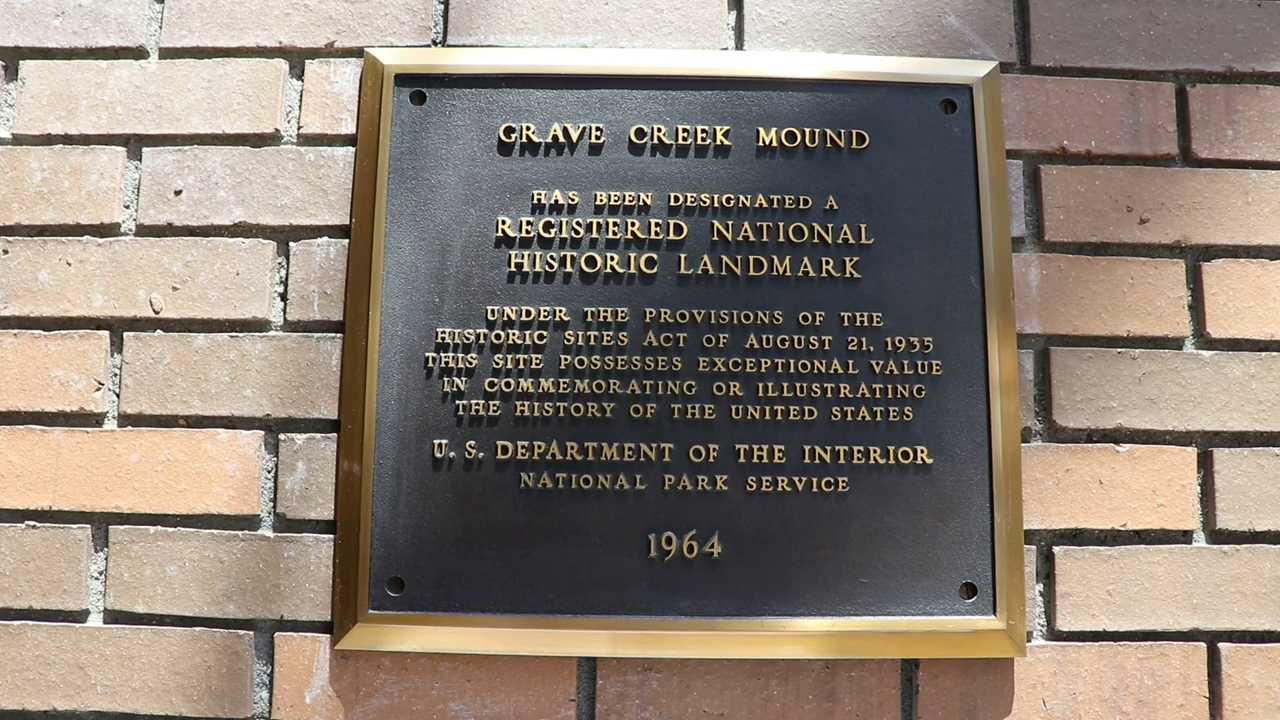 GRAVE CREEK MOUND
HAS BEEN DESIGNATED A
REGISTERED NATIONAL
HISTORIC LANDMARK
UNDER THE PROVISIONS OF THE
HISTORIC SITES ACT OF AUGUST 21, 1935
THIS SITE POSSESSES EXCEPTIONAL VALUE
IN COMMEMORATING OR ILLUSTRATING
THE HISTORY OF THE UNITED STATES
U. S. DEPARTMENT OF THE INTERIOR
NATIONAL PARK SERVICE
1964